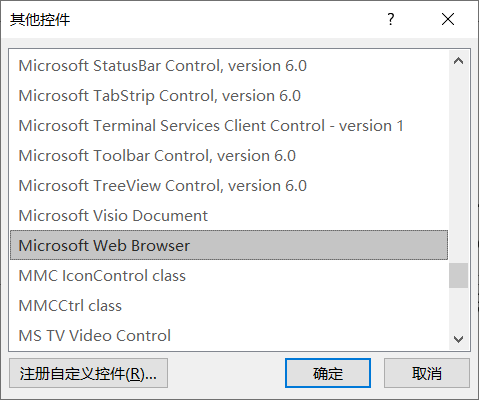 其他控件
Microsoft StatusBar Control, version 6.0
Microsoft TabStrip Control, version 6.0
Microsoft Terminal Services Client Control - version 1
Microsoft Toolbar Control, version 6.0
Microsoft TreeView Control, version 6.0
Microsoft Visio Document
Microsoft Web Browser
MMC IconControl class
MMCCtrl class
MS TV Video Control
注册自定义控件(R)... 确定 取消